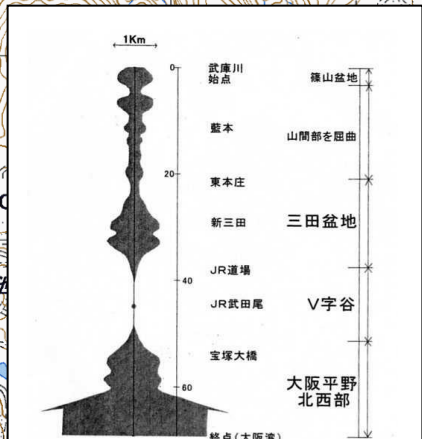 1Km
0
武庫川
始点
篠山盆地
藍本
山間部を屈曲
20
東本庄
新三田
三田盆地
40
JR道場
JR武田尾
V字谷
宝塚大橋
60
大阪平野
北西部
終点(大阪湾)